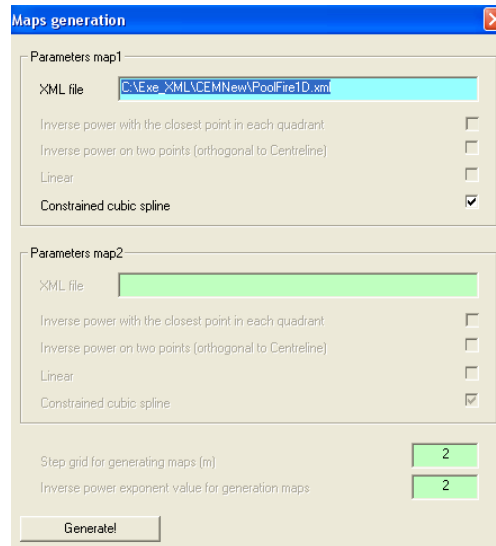 Maps generation
Parameters map1
XML file C:\Exe_XML\CEMNew\PoolFire1D.xml
Inverse power with the closest point in each quadrant
Inverse power on two points (orthogonal to Centreline)
Linear
Constrained cubic spline
Parameters map2
XML file
Inverse power with the closest point in each quadrant
Inverse power on two points (orthogonal to Centreline)
Linear
Constrained cubic spline
Step grid for generating maps (m) 2
Inverse power exponent value for generation maps 2
Generate!